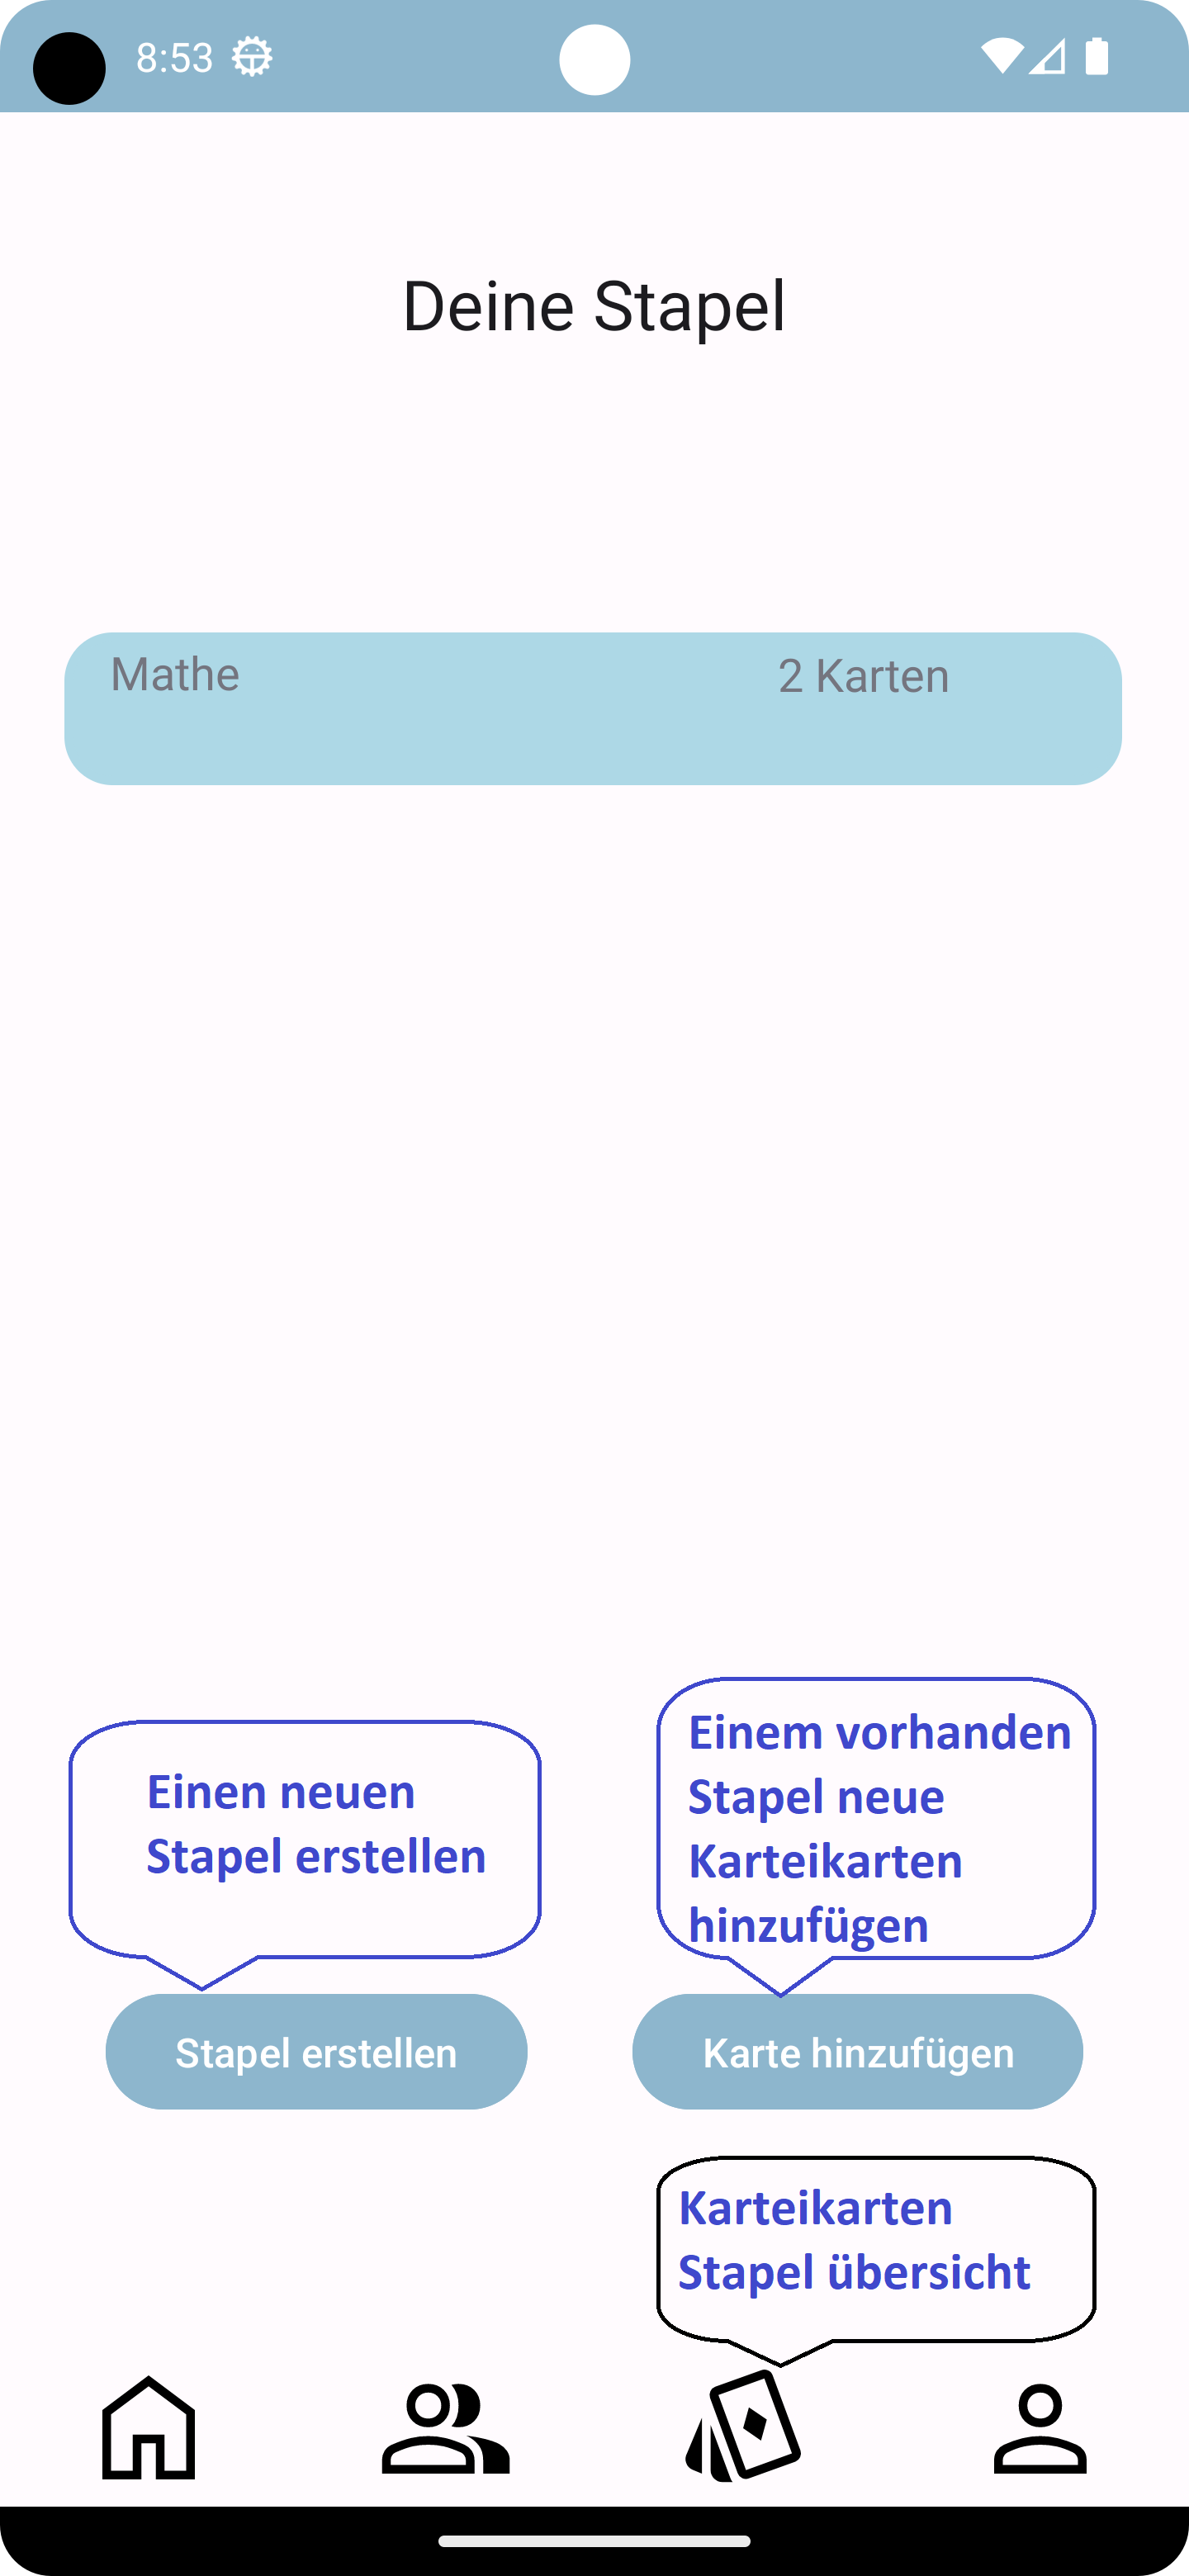 8:53
Deine Stapel
Mathe 2 Karten
Einen neuen
Stapel erstellen
Einem vorhanden
Stapel neue
Karteikarten
hinzufügen
Stapel erstellen Karte hinzufügen
Karteikarten
Stapel übersicht